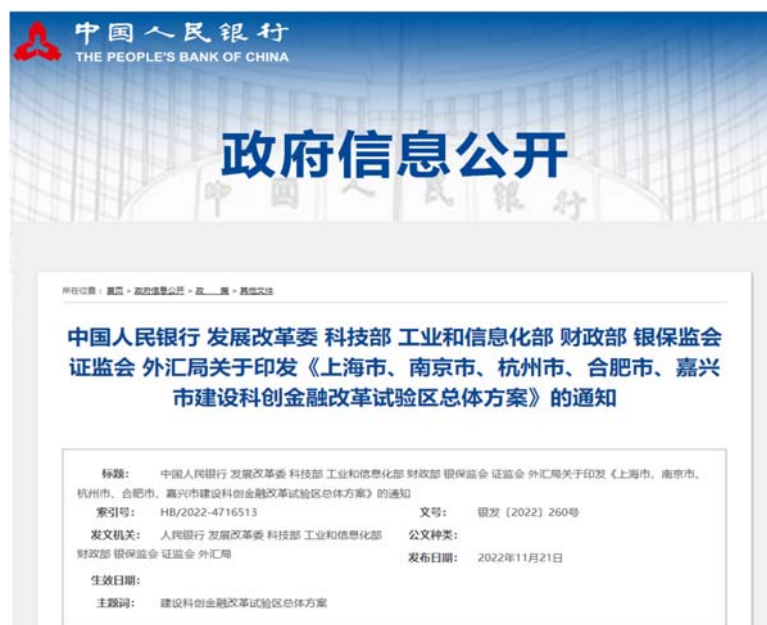 中国人民银行
THE PEOPLE'S BANK OF CHINA
政府信息公开
中国人民银行
所在位置：首页 > 政府信息公开 > 政　策 > 其他文件
中国人民银行 发展改革委 科技部 工业和信息化部 财政部 银保监会
证监会 外汇局关于印发《上海市、南京市、杭州市、合肥市、嘉兴
市建设科创金融改革试验区总体方案》的通知
标题： 中国人民银行 发展改革委 科技部 工业和信息化部 财政部 银保监会 证监会 外汇局关于印发《上海市、南京市、
杭州市、合肥市、嘉兴市建设科创金融改革试验区总体方案》的通知
索引号： HB/2022-4716513 文号： 银发〔2022〕260号
发文机关： 人民银行 发展改革委 科技部 工业和信息化部 公文种类：
财政部 银保监会 证监会 外汇局
发布日期： 2022年11月21日
生效日期：
主题词： 建设科创金融改革试验区总体方案